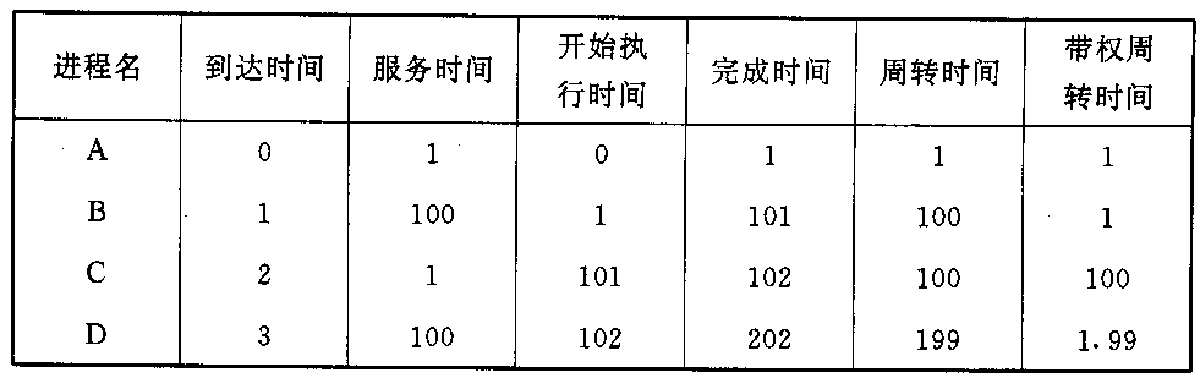 进程名 到达时间 服务时间 开始执行时间 完成时间 周转时间 带权周转时间
A 0 1 0 1 1 1
B 1 100 1 101 100 1
C 2 1 101 102 100 100
D 3 100 102 202 199 1.99